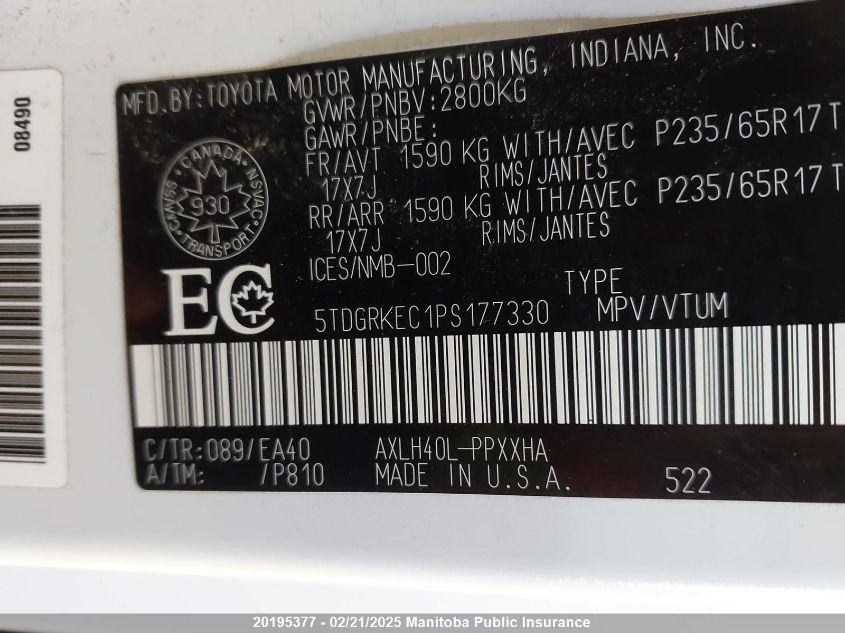 08490
MFD.BY:TOYOTA MOTOR MANUFACTURING, INDIANA, INC.
GVWR/PNBV:2800KG
GAWR/PNBE:
FR/AVT 1590 KG WITH/AVEC P235/65R17 T
17X7J RIMS/JANTES
RR/ARR 1590 KG WITH/AVEC P235/65R17 T
17X7J RIMS/JANTES
ICES/NMB-002
CANADA
CMVSS NSVAC
930
TRANSPORT
EC
TYPE
5TDGRKEC1PS177330 MPV/VTUM
C/TR:089/EA40 AXLH40L-PPXXHA
A/TM: /P810 MADE IN U.S.A. 522
20195377 - 02/21/2025 Manitoba Public Insurance